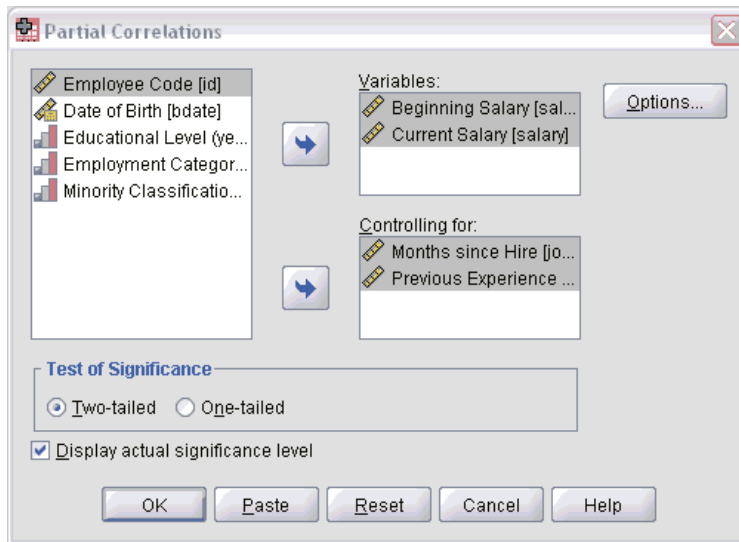 Partial Correlations
Employee Code [id]
Date of Birth [bdate]
Educational Level (ye...
Employment Categor...
Minority Classificatio...
Variables:
Beginning Salary [sal...
Current Salary [salary]
Options...
Controlling for:
Months since Hire [jo...
Previous Experience ...
Test of Significance
Two-tailed
One-tailed
Display actual significance level
OK
Paste
Reset
Cancel
Help